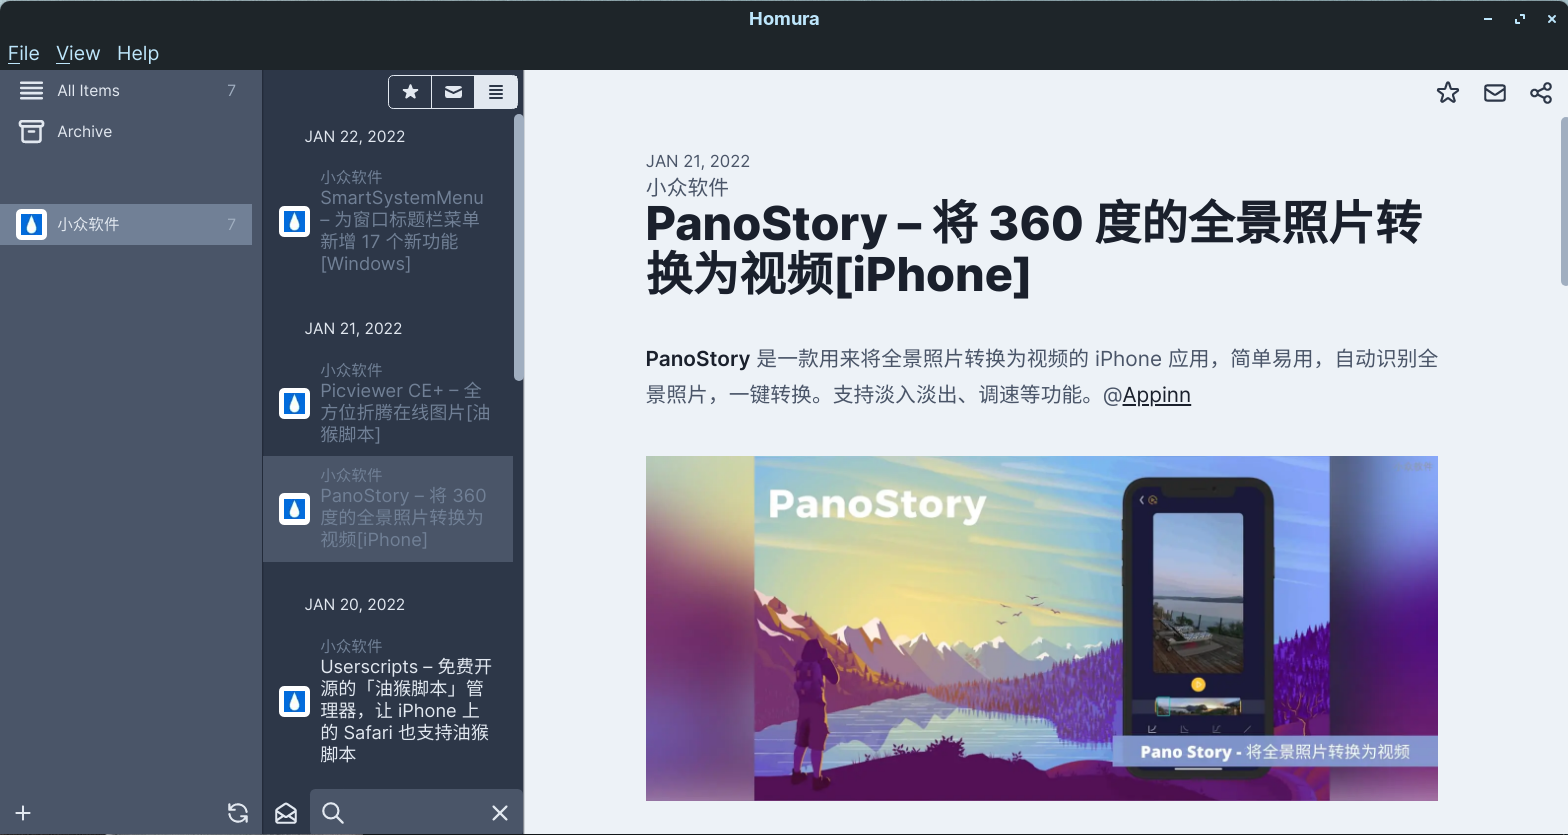 Homura
File View Help
All Items 7
Archive
小众软件 7
JAN 22, 2022
小众软件
SmartSystemMenu
– 为窗口标题栏菜单
新增 17 个新功能
[Windows]
JAN 21, 2022
小众软件
Picviewer CE+ – 全
方位折腾在线图片[油
猴脚本]
小众软件
PanoStory – 将 360
度的全景照片转换为
视频[iPhone]
JAN 20, 2022
小众软件
Userscripts – 免费开
源的「油猴脚本」管
理器，让 iPhone 上
的 Safari 也支持油猴
脚本
JAN 21, 2022
小众软件
PanoStory – 将 360 度的全景照片转
换为视频[iPhone]
PanoStory 是一款用来将全景照片转换为视频的 iPhone 应用，简单易用，自动识别全
景照片，一键转换。支持淡入淡出、调速等功能。@Appinn
PanoStory
Pano Story - 将全景照片转换为视频